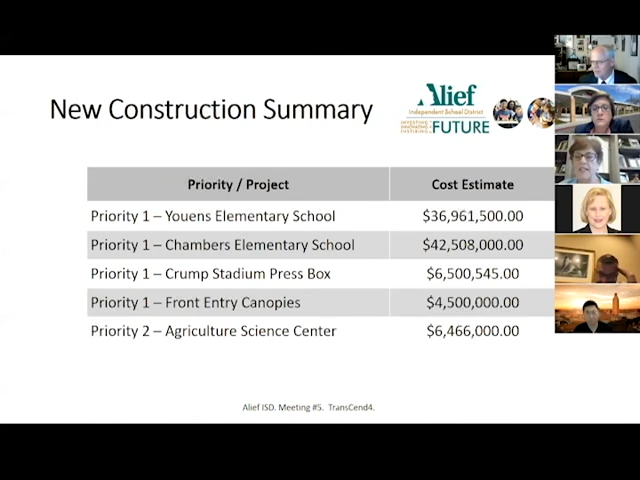 New Construction Summary
Alief
Independent School District
INVESTING
INNOVATING
INSPIRING
FUTURE
Priority / Project Cost Estimate
Priority 1 – Youens Elementary School $36,961,500.00
Priority 1 – Chambers Elementary School $42,508,000.00
Priority 1 – Crump Stadium Press Box $6,500,545.00
Priority 1 – Front Entry Canopies $4,500,000.00
Priority 2 – Agriculture Science Center $6,466,000.00
Alief ISD. Meeting #5. TransCend4.